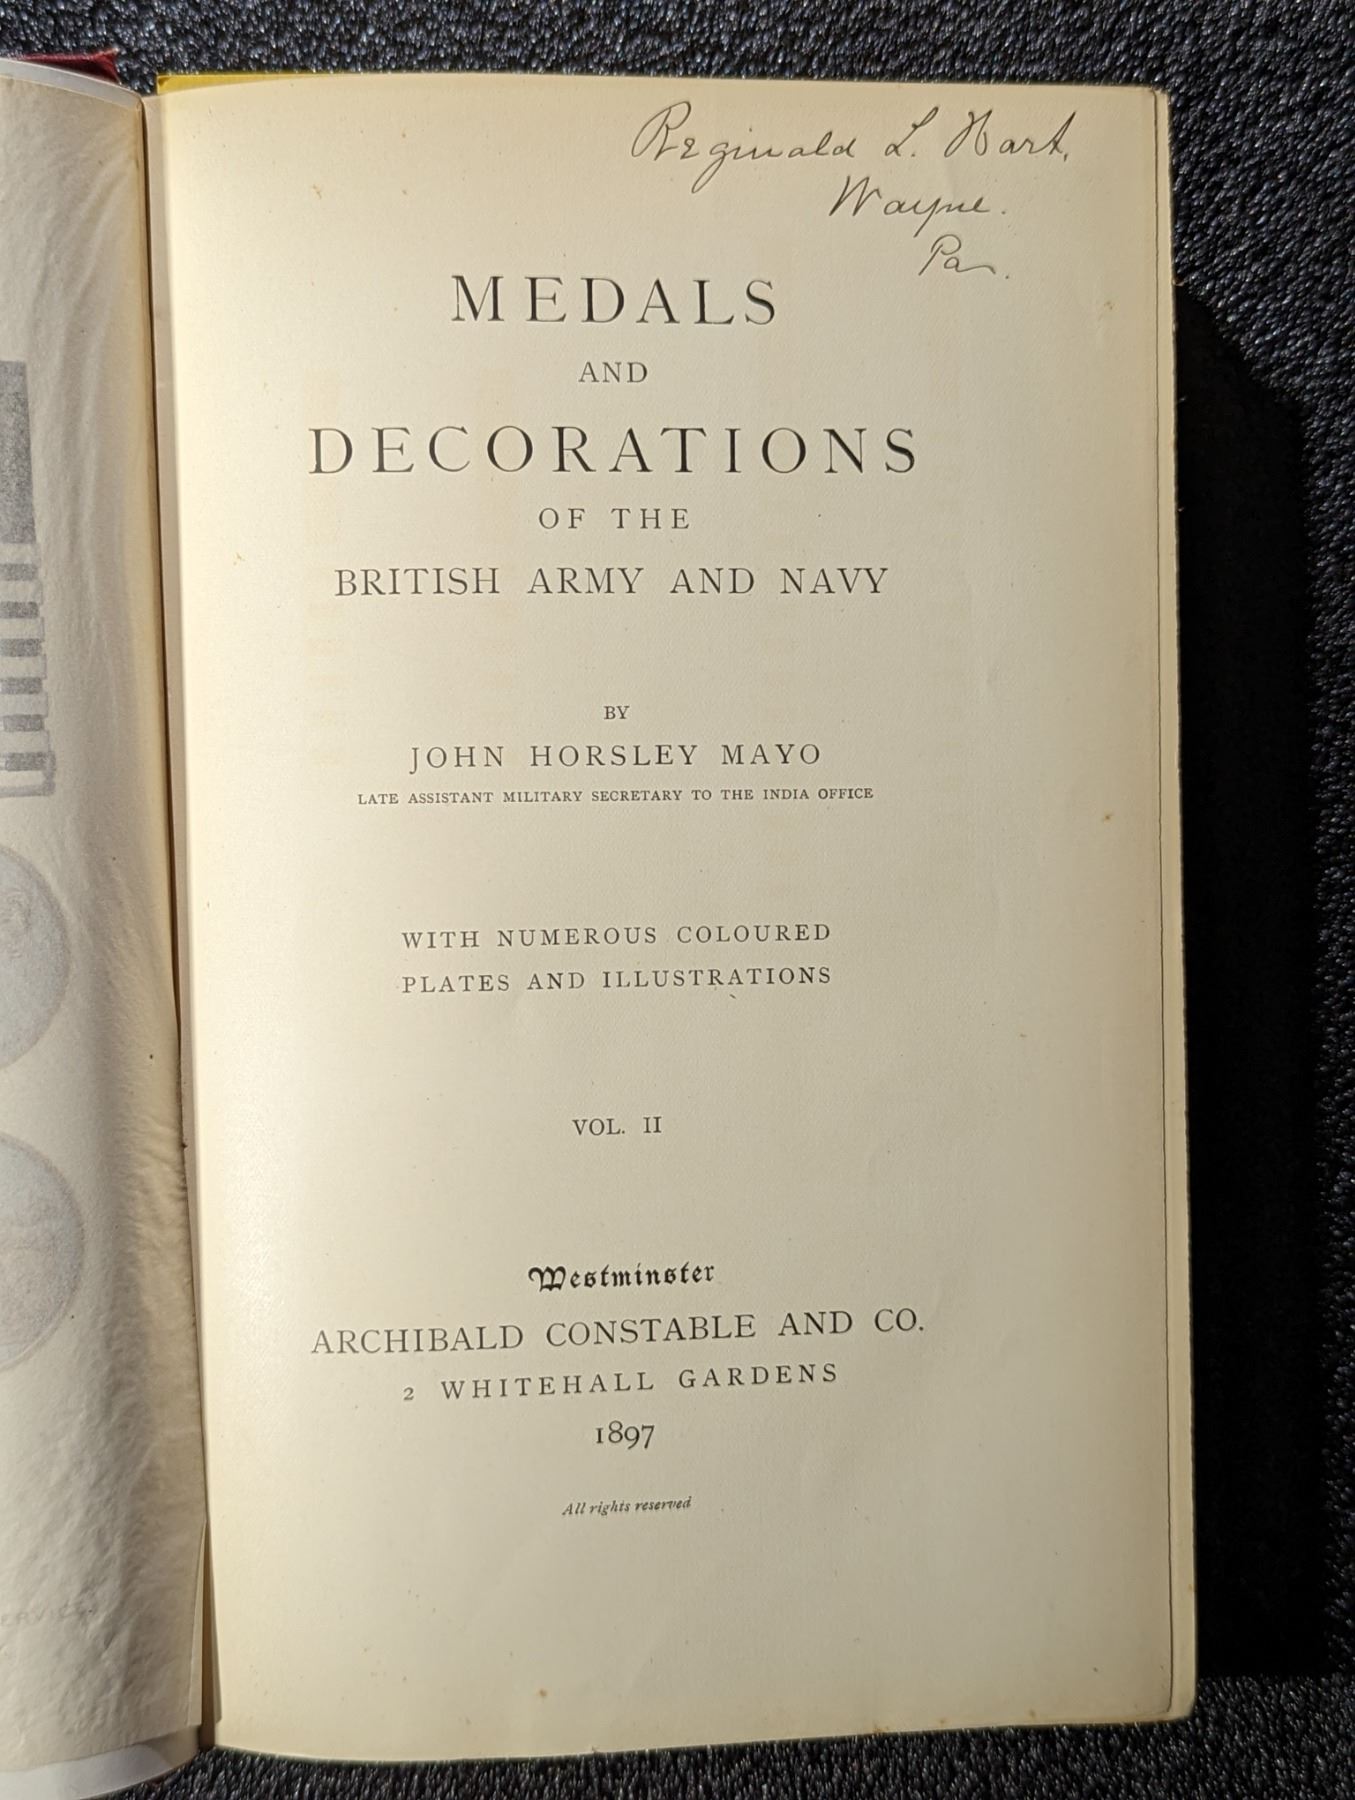 Reginald L. Hart,
Wayne.
Pa.
MEDALS
AND
DECORATIONS
OF THE
BRITISH ARMY AND NAVY
BY
JOHN HORSLEY MAYO
LATE ASSISTANT MILITARY SECRETARY TO THE INDIA OFFICE
WITH NUMEROUS COLOURED
PLATES AND ILLUSTRATIONS
VOL. II
Westminster
ARCHIBALD CONSTABLE AND CO.
2 WHITEHALL GARDENS
1897
All rights reserved